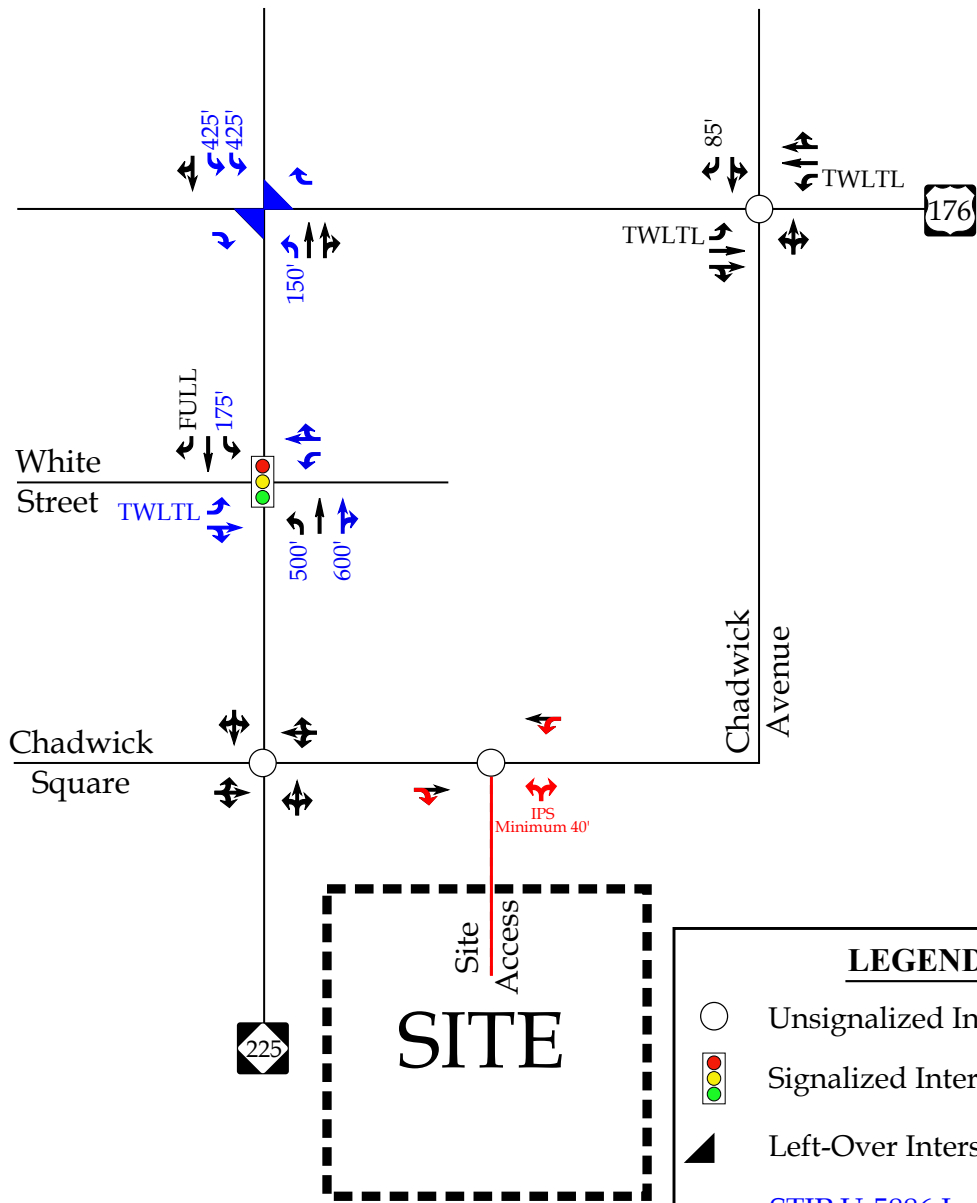 425'
425'
85'
TWLTL
176
TWLTL
150'
FULL
175'
White
Street
TWLTL
500'
600'
Chadwick
Avenue
Chadwick
Square
IPS
Minimum 40'
Site
Access
SITE
225
LEGEND
Unsignalized In
Signalized Inter
Left-Over Inters